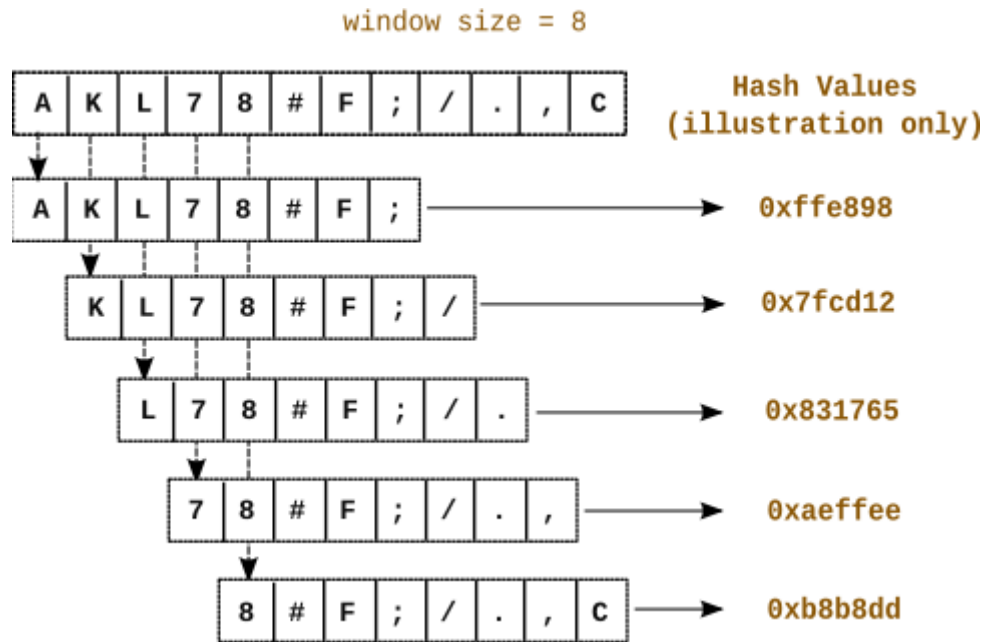 window size = 8
Hash Values
(illustration only)
A K L 7 8 # F ; / . , C
A K L 7 8 # F ;
0xffe898
K L 7 8 # F ; /
0x7fcd12
L 7 8 # F ; / .
0x831765
7 8 # F ; / . ,
0xaeffee
8 # F ; / . , C
0xb8b8dd